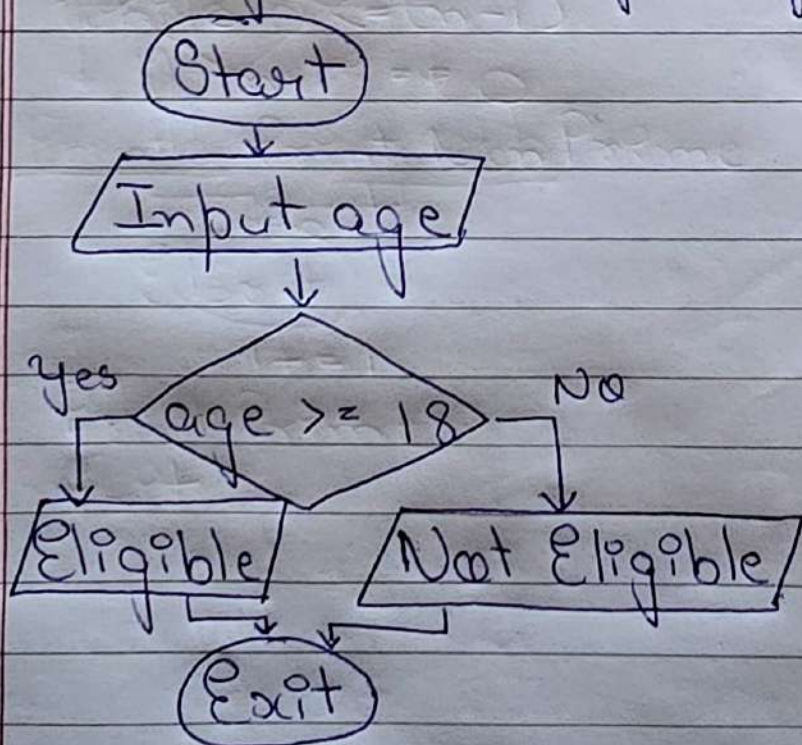 Start
Input age
Yes
No
age >= 18
Eligible
Not Eligible
Exit